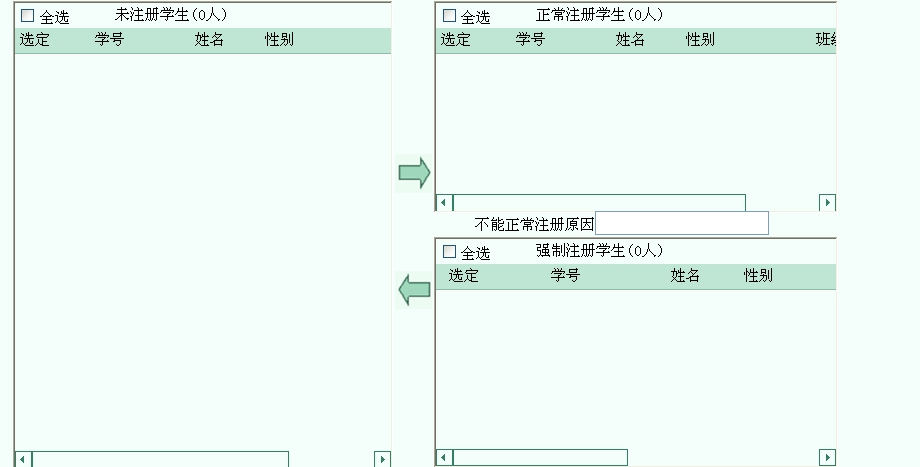 全选 未注册学生(0人)
选定 学号 姓名 性别
全选 正常注册学生(0人)
选定 学号 姓名 性别 班
不能正常注册原因
全选 强制注册学生(0人)
选定 学号 姓名 性别